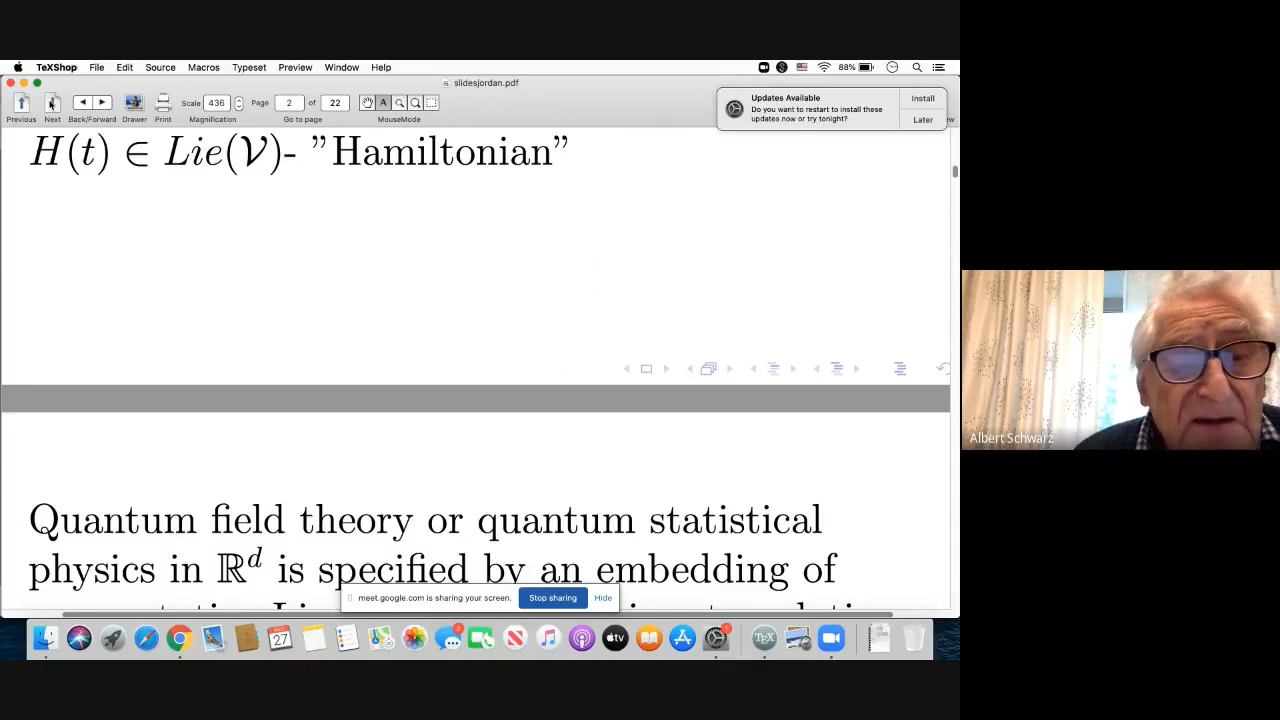 TeXShop File Edit Source Macros Typeset Preview Window Help
88%
slidesjordan.pdf
Scale 436 Page 2 of 22
Previous Next Back/Forward Drawer Print Magnification Go to page MouseMode
Updates Available
Do you want to restart to install these
updates now or try tonight?
Install
Later
H(t) ∈ Lie(𝒱)- ”Hamiltonian”
Quantum field theory or quantum statistical
physics in ℝᵈ is specified by an embedding of
meet.google.com is sharing your screen. Stop sharing Hide
Albert Schwarz